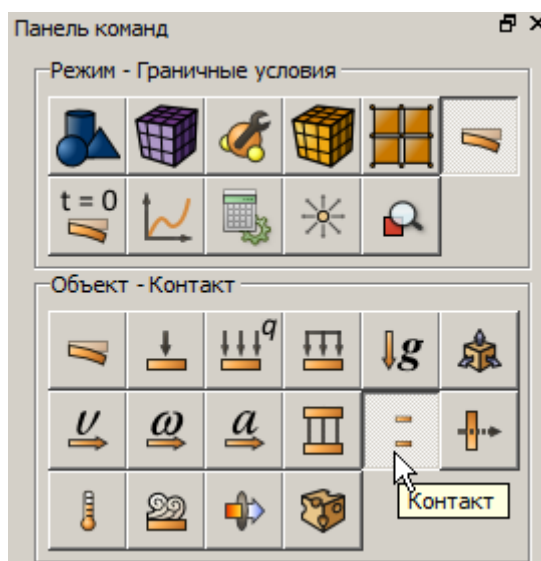 Панель команд
Режим - Граничные условия
t = 0
Объект - Контакт
q
g
υ ω a
Контакт